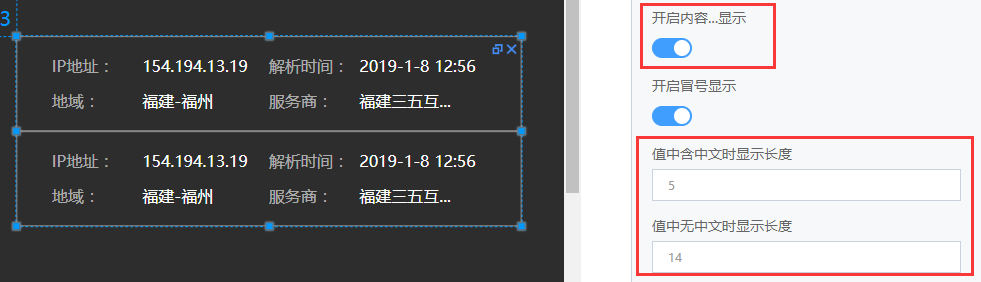 3
IP地址： 154.194.13.19 解析时间： 2019-1-8 12:56
地域： 福建-福州 服务商： 福建三五互...
IP地址： 154.194.13.19 解析时间： 2019-1-8 12:56
地域： 福建-福州 服务商： 福建三五互...
开启内容...显示
开启冒号显示
值中含中文时显示长度
5
值中无中文时显示长度
14